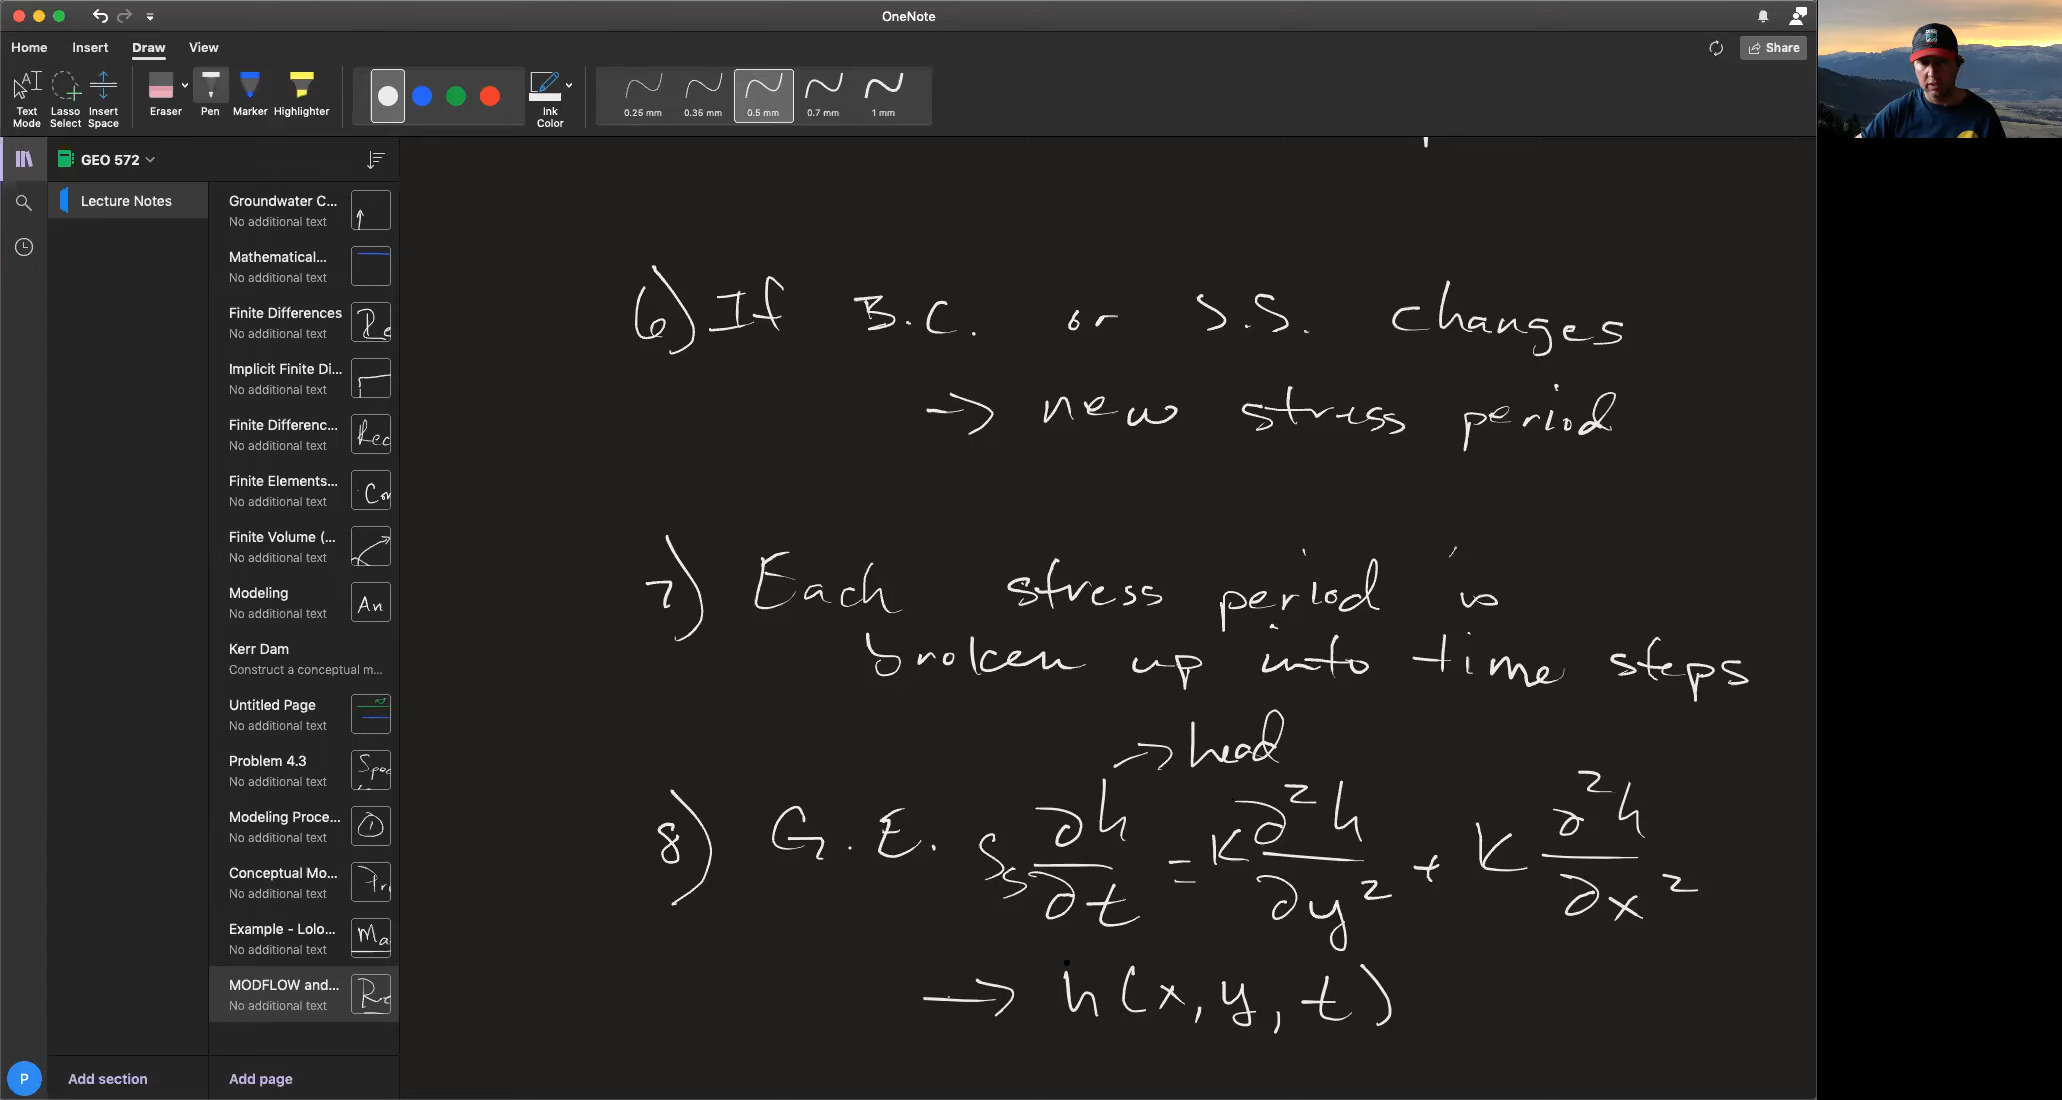 OneNote
Home Insert Draw View
Share
Text Mode
Lasso Select
Insert Space
Eraser
Pen
Marker
Highlighter
Ink Color
0.25 mm
0.35 mm
0.5 mm
0.7 mm
1 mm
GEO 572
Lecture Notes
Groundwater C...
No additional text
Mathematical...
No additional text
Finite Differences
No additional text
Implicit Finite Di...
No additional text
Finite Differenc...
No additional text
Finite Elements...
No additional text
Finite Volume (...
No additional text
Modeling
No additional text
Kerr Dam
Construct a conceptual m...
Untitled Page
No additional text
Problem 4.3
No additional text
Modeling Proce...
No additional text
Conceptual Mo...
No additional text
Example - Lolo...
No additional text
MODFLOW and...
No additional text
P
Add section
Add page
6) If B.C. or S.S. changes
→ new stress period
7) Each stress period is
broken up into time steps
→ head
8) G.E. S_s ∂h/∂t = K ∂²h/∂y² + K ∂²h/∂x²
→ h(x, y, t)